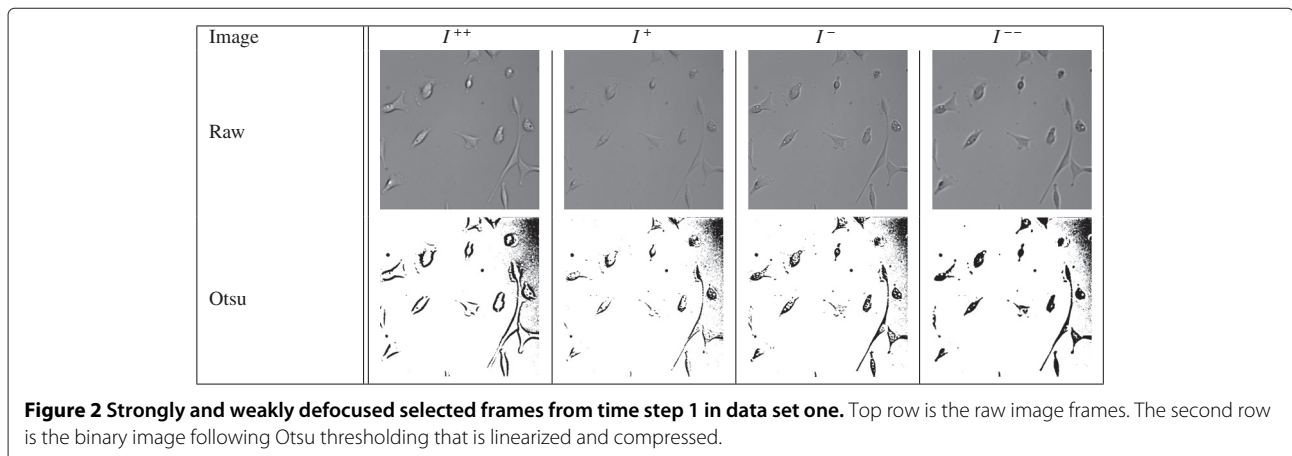 Image I⁺⁺ I⁺ I⁻ I⁻⁻
Raw
Otsu
Figure 2 Strongly and weakly defocused selected frames from time step 1 in data set one. Top row is the raw image frames. The second row
is the binary image following Otsu thresholding that is linearized and compressed.